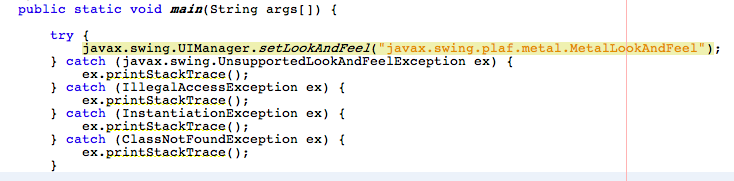 public static void main(String args[]) {
try {
javax.swing.UIManager.setLookAndFeel("javax.swing.plaf.metal.MetalLookAndFeel");
} catch (javax.swing.UnsupportedLookAndFeelException ex) {
ex.printStackTrace();
} catch (IllegalAccessException ex) {
ex.printStackTrace();
} catch (InstantiationException ex) {
ex.printStackTrace();
} catch (ClassNotFoundException ex) {
ex.printStackTrace();
}